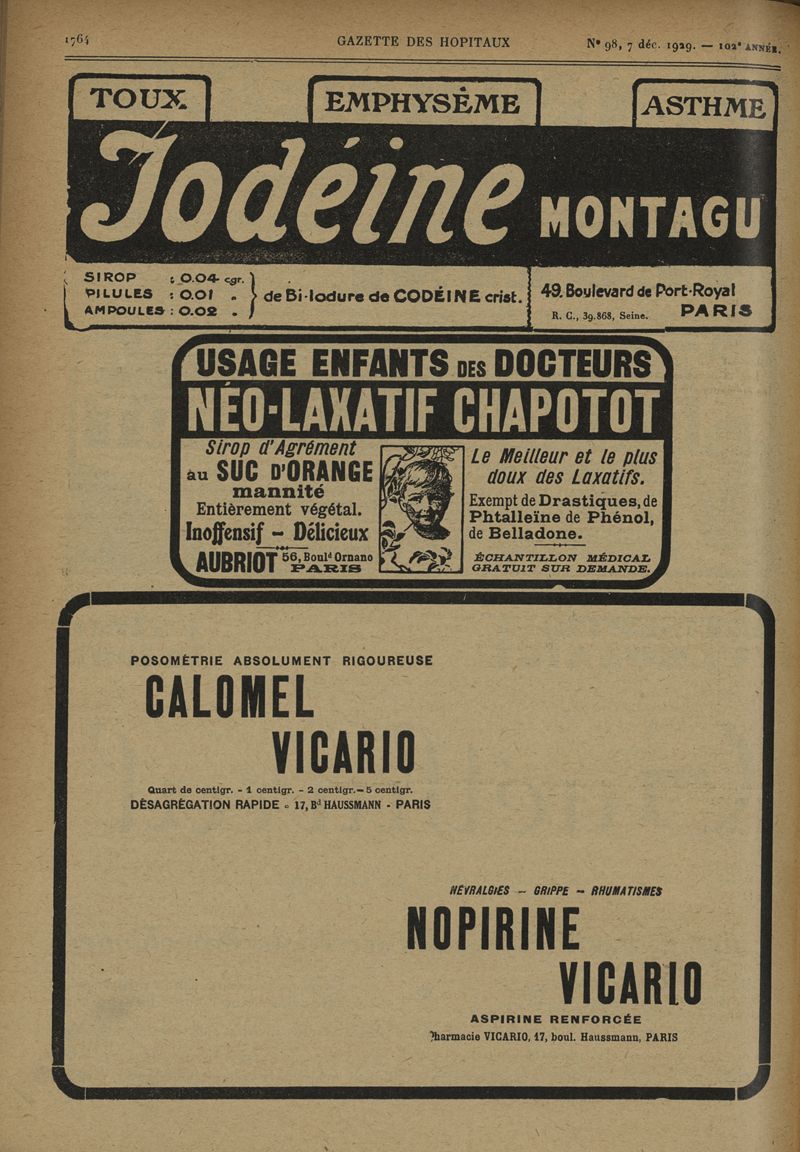 1764 GAZETTE DES HOPITAUX N° 98, 7 déc. 1929. — 102e ANNÉE.
TOUX EMPHYSÈME ASTHME
Iodéine MONTAGU
SIROP : 0.04 cgr.
PILULES : 0.01 "
AMPOULES : 0.02 "
de Bi-Iodure de CODÉINE crist.
49, Boulevard de Port-Royal
R. C., 39.868, Seine. PARIS
USAGE ENFANTS DES DOCTEURS
NÉO-LAXATIF CHAPOTOT
Sirop d'Agrément
au SUC D'ORANGE
mannité
Entièrement végétal.
Inoffensif - Délicieux
AUBRIOT 56, Bould Ornano
PARIS
Le Meilleur et le plus
doux des Laxatifs.
Exempt de Drastiques, de
Phtalleïne de Phénol,
de Belladone.
ÉCHANTILLON MÉDICAL
GRATUIT SUR DEMANDE.
POSOMÉTRIE ABSOLUMENT RIGOUREUSE
CALOMEL
VICARIO
Quart de centigr. - 1 centigr. - 2 centigr. - 5 centigr.
DÉSAGRÉGATION RAPIDE - 17, Bd HAUSSMANN - PARIS
NÉVRALGIES - GRIPPE - RHUMATISMES
NOPIRINE
VICARIO
ASPIRINE RENFORCÉE
Pharmacie VICARIO, 17, boul. Haussmann, PARIS